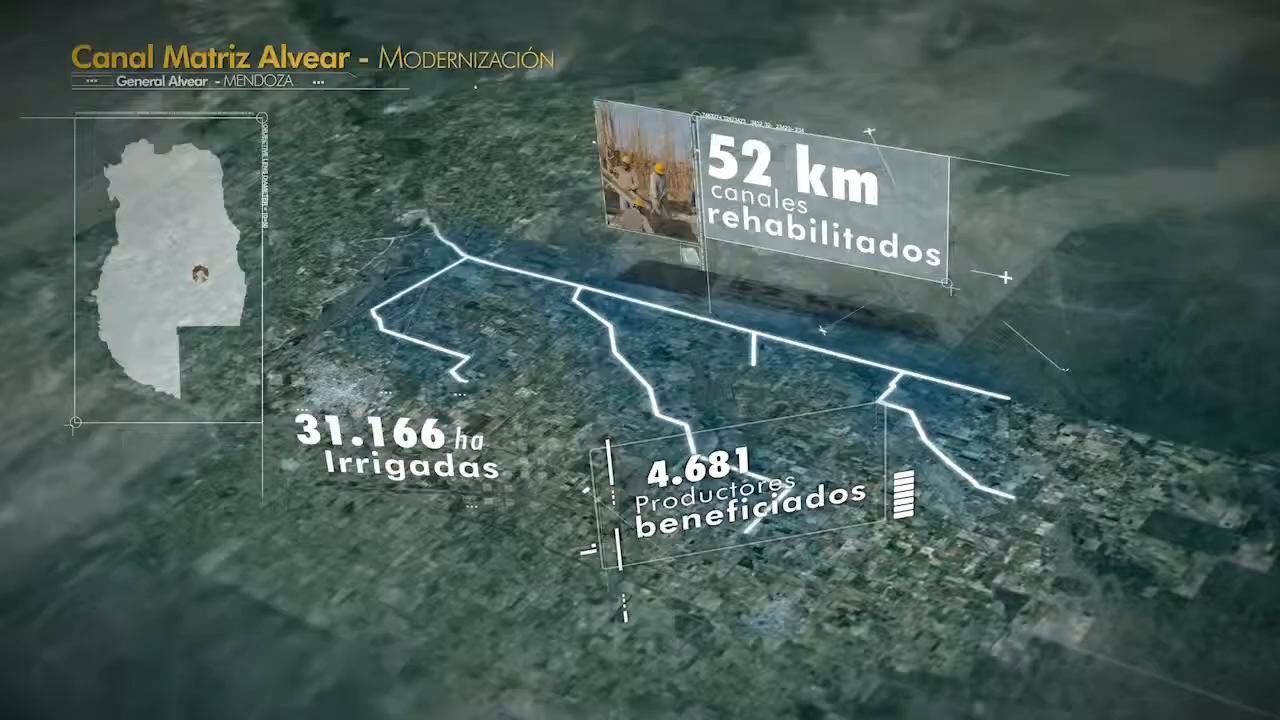 Canal Matriz Alvear - MODERNIZACIÓN
General Alvear - MENDOZA
52 km
canales
rehabilitados
31.166 ha
Irrigadas
4.681
Productores
beneficiados